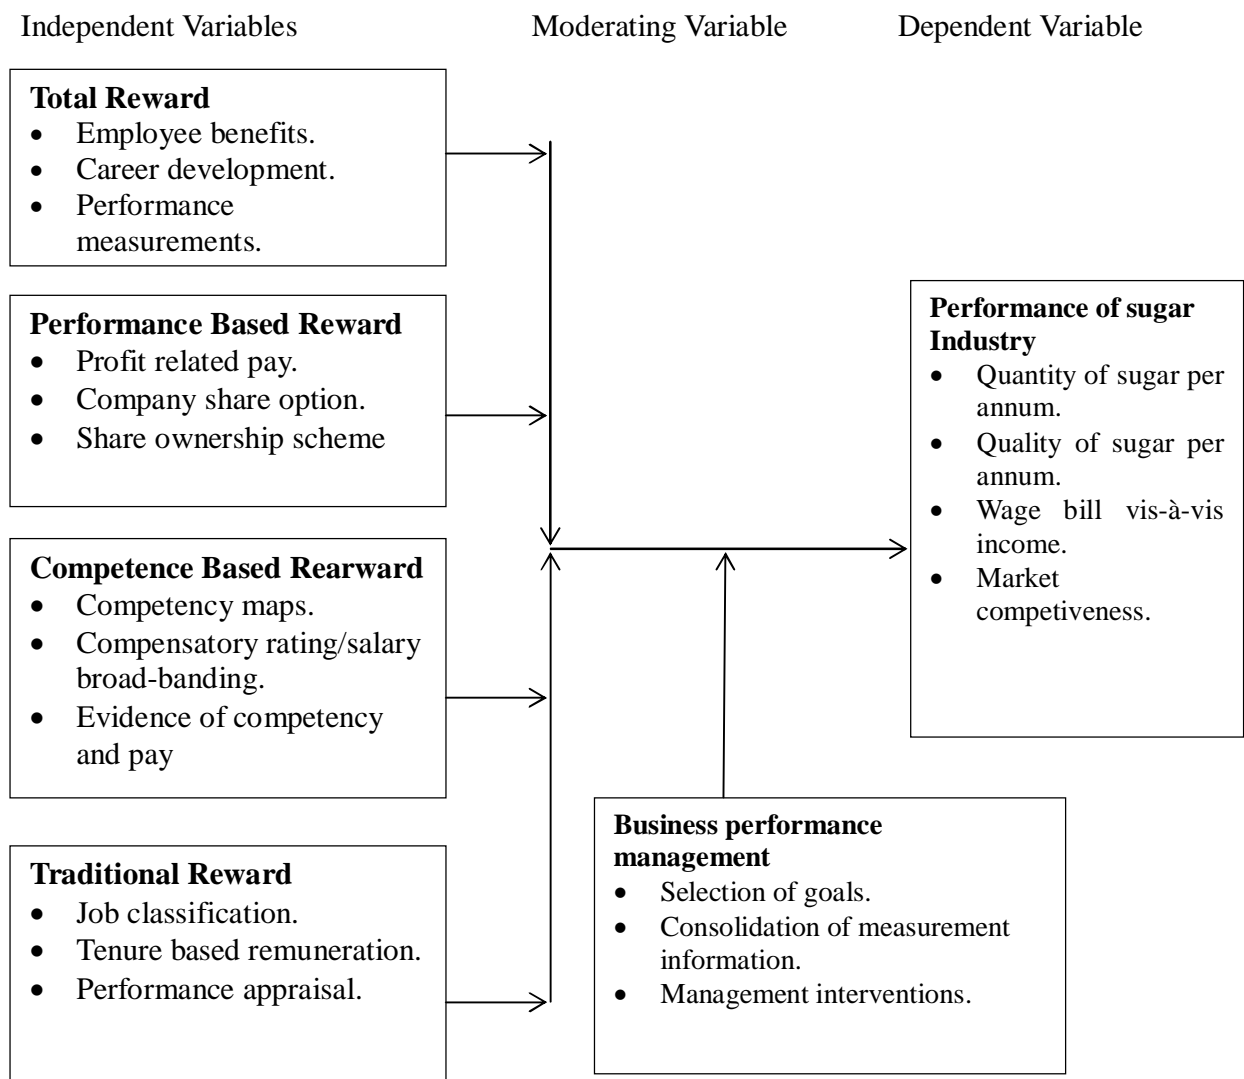 Independent Variables
Moderating Variable
Dependent Variable
Total Reward
• Employee benefits.
• Career development.
• Performance
measurements.
Performance Based Reward
• Profit related pay.
• Company share option.
• Share ownership scheme
Competence Based Rearward
• Competency maps.
• Compensatory rating/salary
broad-banding.
• Evidence of competency
and pay
Traditional Reward
• Job classification.
• Tenure based remuneration.
• Performance appraisal.
Business performance
management
• Selection of goals.
• Consolidation of measurement
information.
• Management interventions.
Performance of sugar
Industry
• Quantity of sugar per
annum.
• Quality of sugar per
annum.
• Wage bill vis-à-vis
income.
• Market
competiveness.